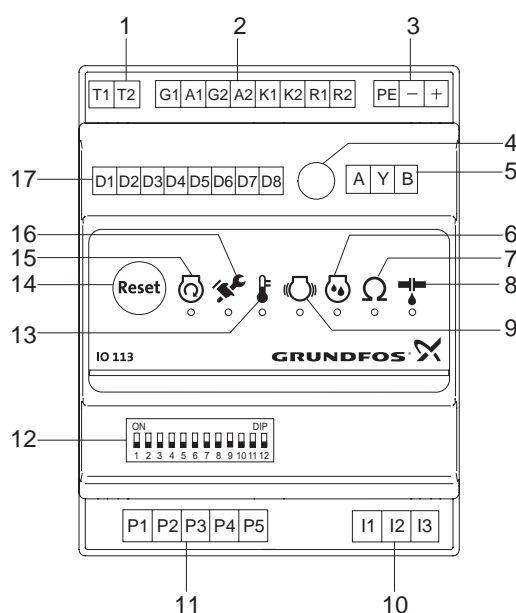 1 2 3
T1 T2 G1 A1 G2 A2 K1 K2 R1 R2 PE − +
4
17 D1 D2 D3 D4 D5 D6 D7 D8 A Y B 5
16 6
15 7
14 Reset Ω 8
13 9
IO 113 GRUNDFOS
ON DIP
12
1 2 3 4 5 6 7 8 9 10 11 12
P1 P2 P3 P4 P5 I1 I2 I3
11 10